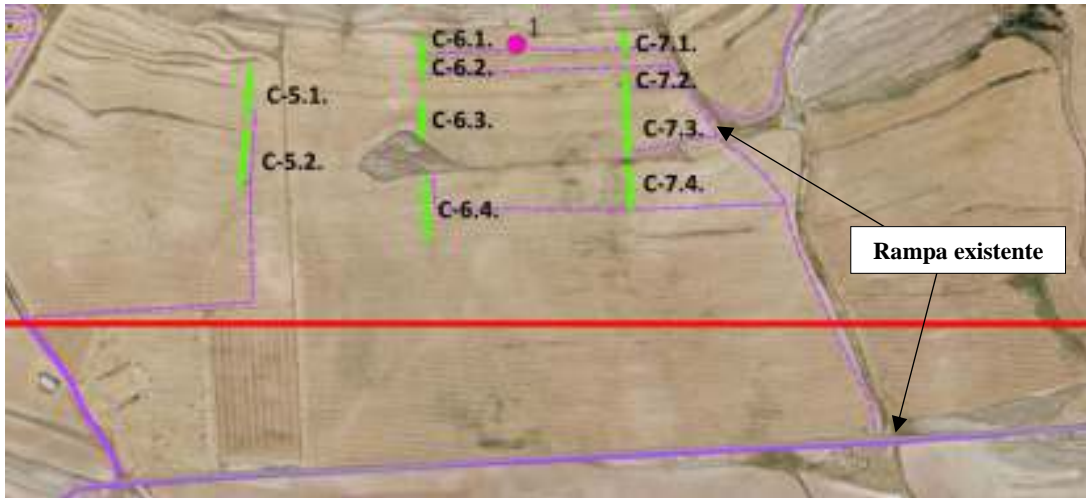 1
C-6.1.
C-7.1.
C-6.2.
C-7.2.
C-5.1.
C-6.3.
C-7.3.
C-5.2.
C-7.4.
C-6.4.
Rampa existente